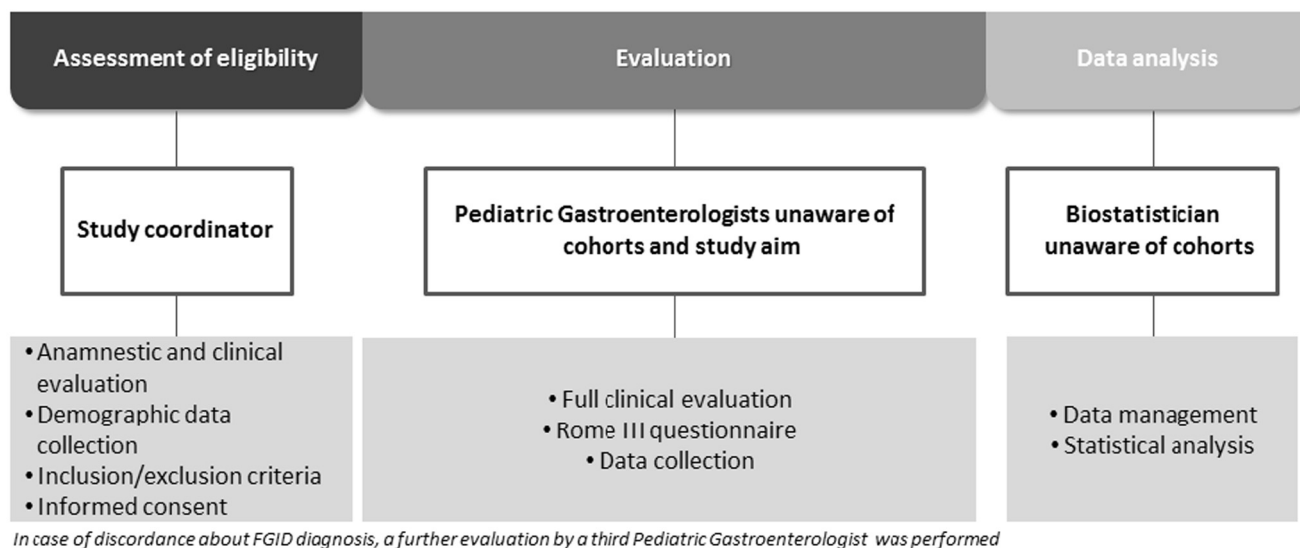 Assessment of eligibility
Evaluation
Data analysis
Study coordinator
Pediatric Gastroenterologists unaware of
cohorts and study aim
Biostatistician
unaware of cohorts
• Anamnestic and clinical
evaluation
• Demographic data
collection
• Inclusion/exclusion criteria
• Informed consent
• Full clinical evaluation
• Rome III questionnaire
• Data collection
• Data management
• Statistical analysis
In case of discordance about FGID diagnosis, a further evaluation by a third Pediatric Gastroenterologist was performed